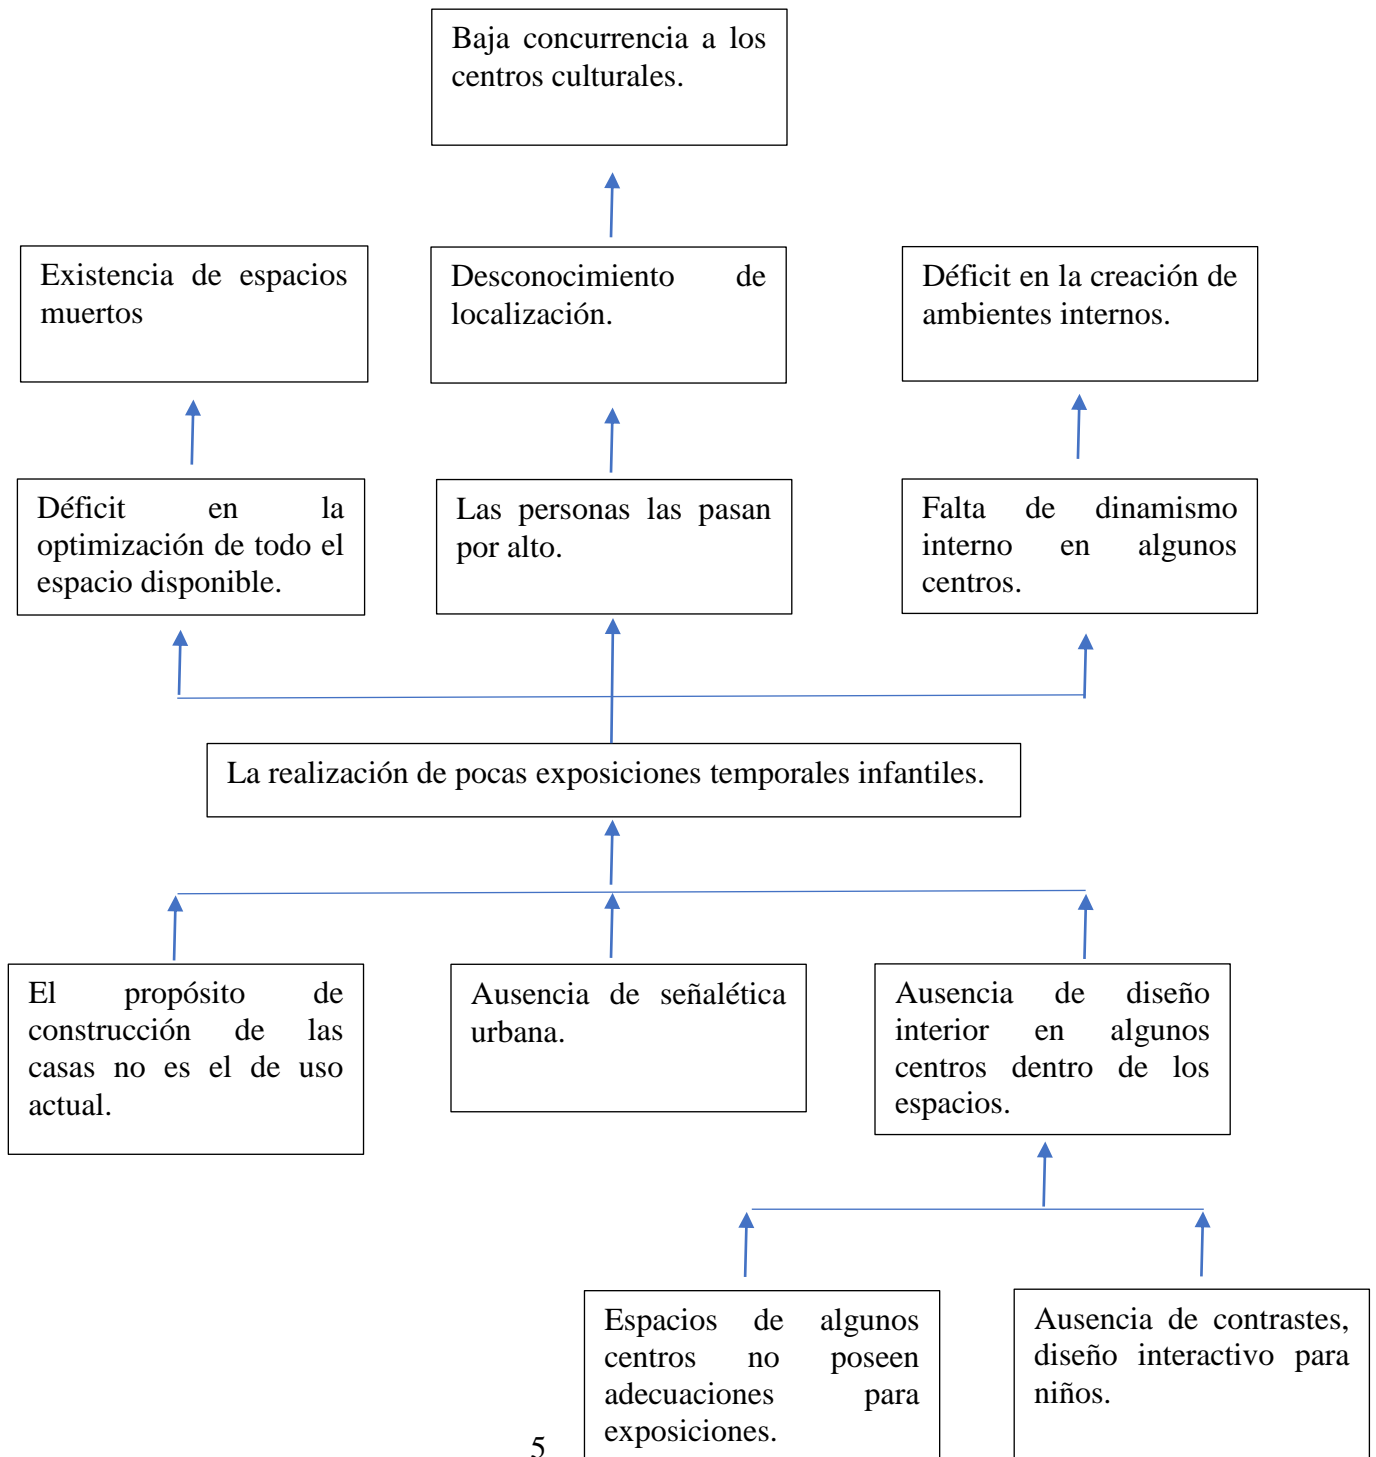 Baja concurrencia a los
centros culturales.
Existencia de espacios
muertos
Desconocimiento de
localización.
Déficit en la creación de
ambientes internos.
Déficit en la
optimización de todo el
espacio disponible.
Las personas las pasan
por alto.
Falta de dinamismo
interno en algunos
centros.
La realización de pocas exposiciones temporales infantiles.
El propósito de
construcción de las
casas no es el de uso
actual.
Ausencia de señalética
urbana.
Ausencia de diseño
interior en algunos
centros dentro de los
espacios.
Espacios de algunos
centros no poseen
adecuaciones para
exposiciones.
Ausencia de contrastes,
diseño interactivo para
niños.
5